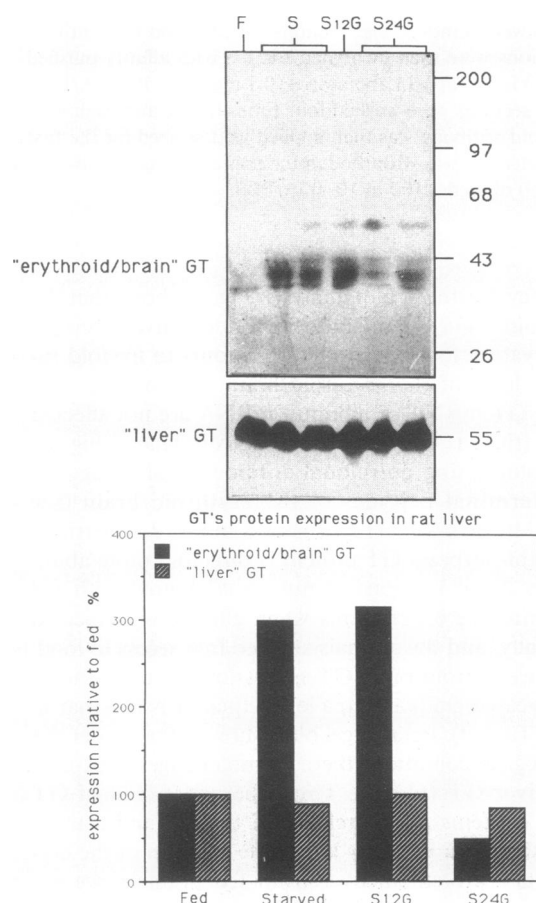 F S S12G S24G
200
97
68
"erythroid/brain" GT
43
26
"liver" GT
55
GT's protein expression in rat liver
400
300
200
100
0
expression relative to fed %
"erythroid/brain" GT
"liver" GT
Fed Starved S12G S24G